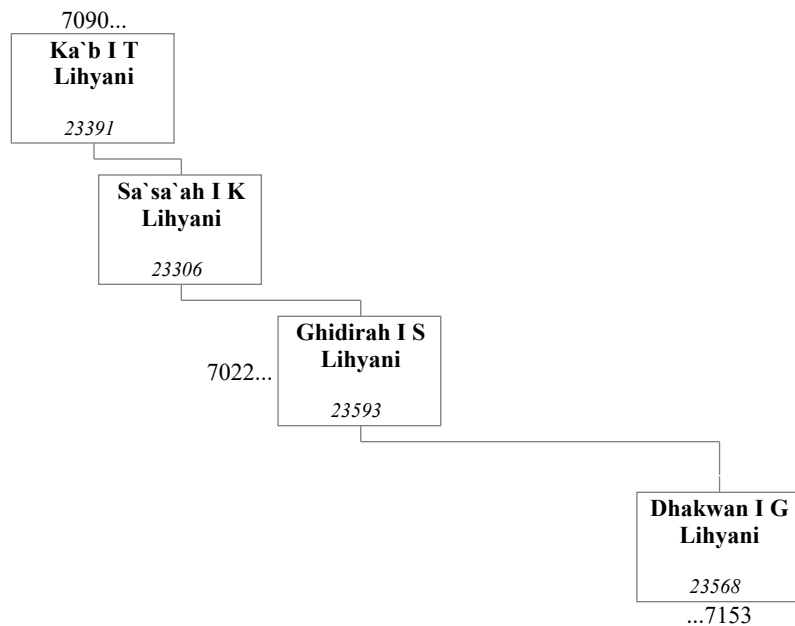 7090...
Ka`b I T
Lihyani
23391
Sa`sa`ah I K
Lihyani
23306
Ghidirah I S
Lihyani
7022...
23593
Dhakwan I G
Lihyani
23568
...7153